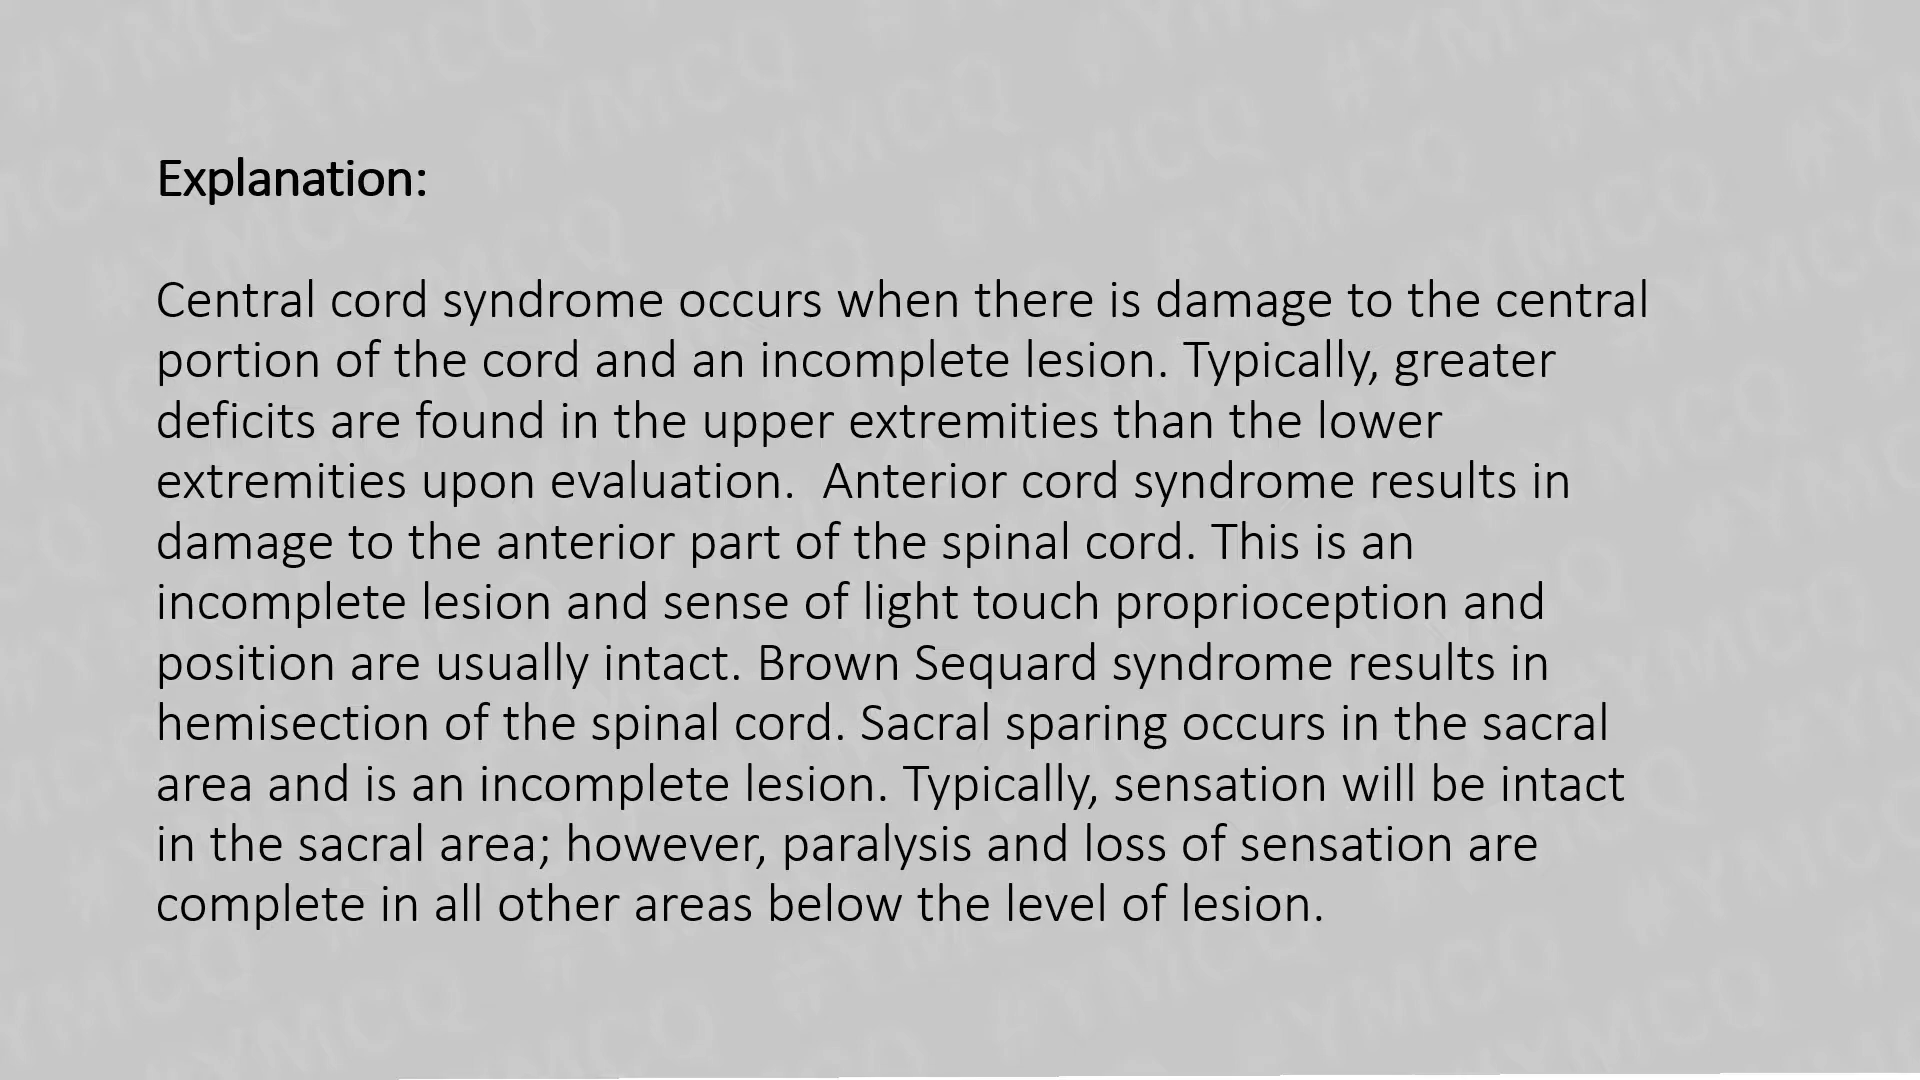 Explanation:
Central cord syndrome occurs when there is damage to the central
portion of the cord and an incomplete lesion. Typically, greater
deficits are found in the upper extremities than the lower
extremities upon evaluation.  Anterior cord syndrome results in
damage to the anterior part of the spinal cord. This is an
incomplete lesion and sense of light touch proprioception and
position are usually intact. Brown Sequard syndrome results in
hemisection of the spinal cord. Sacral sparing occurs in the sacral
area and is an incomplete lesion. Typically, sensation will be intact
in the sacral area; however, paralysis and loss of sensation are
complete in all other areas below the level of lesion.
#YMCQ